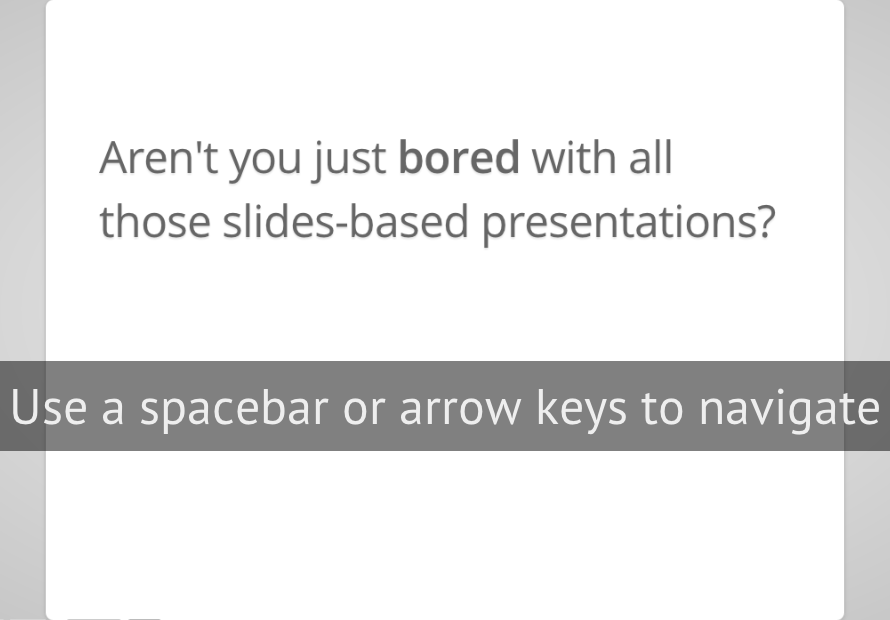 Aren't you just bored with all
those slides-based presentations?
Use a spacebar or arrow keys to navigate